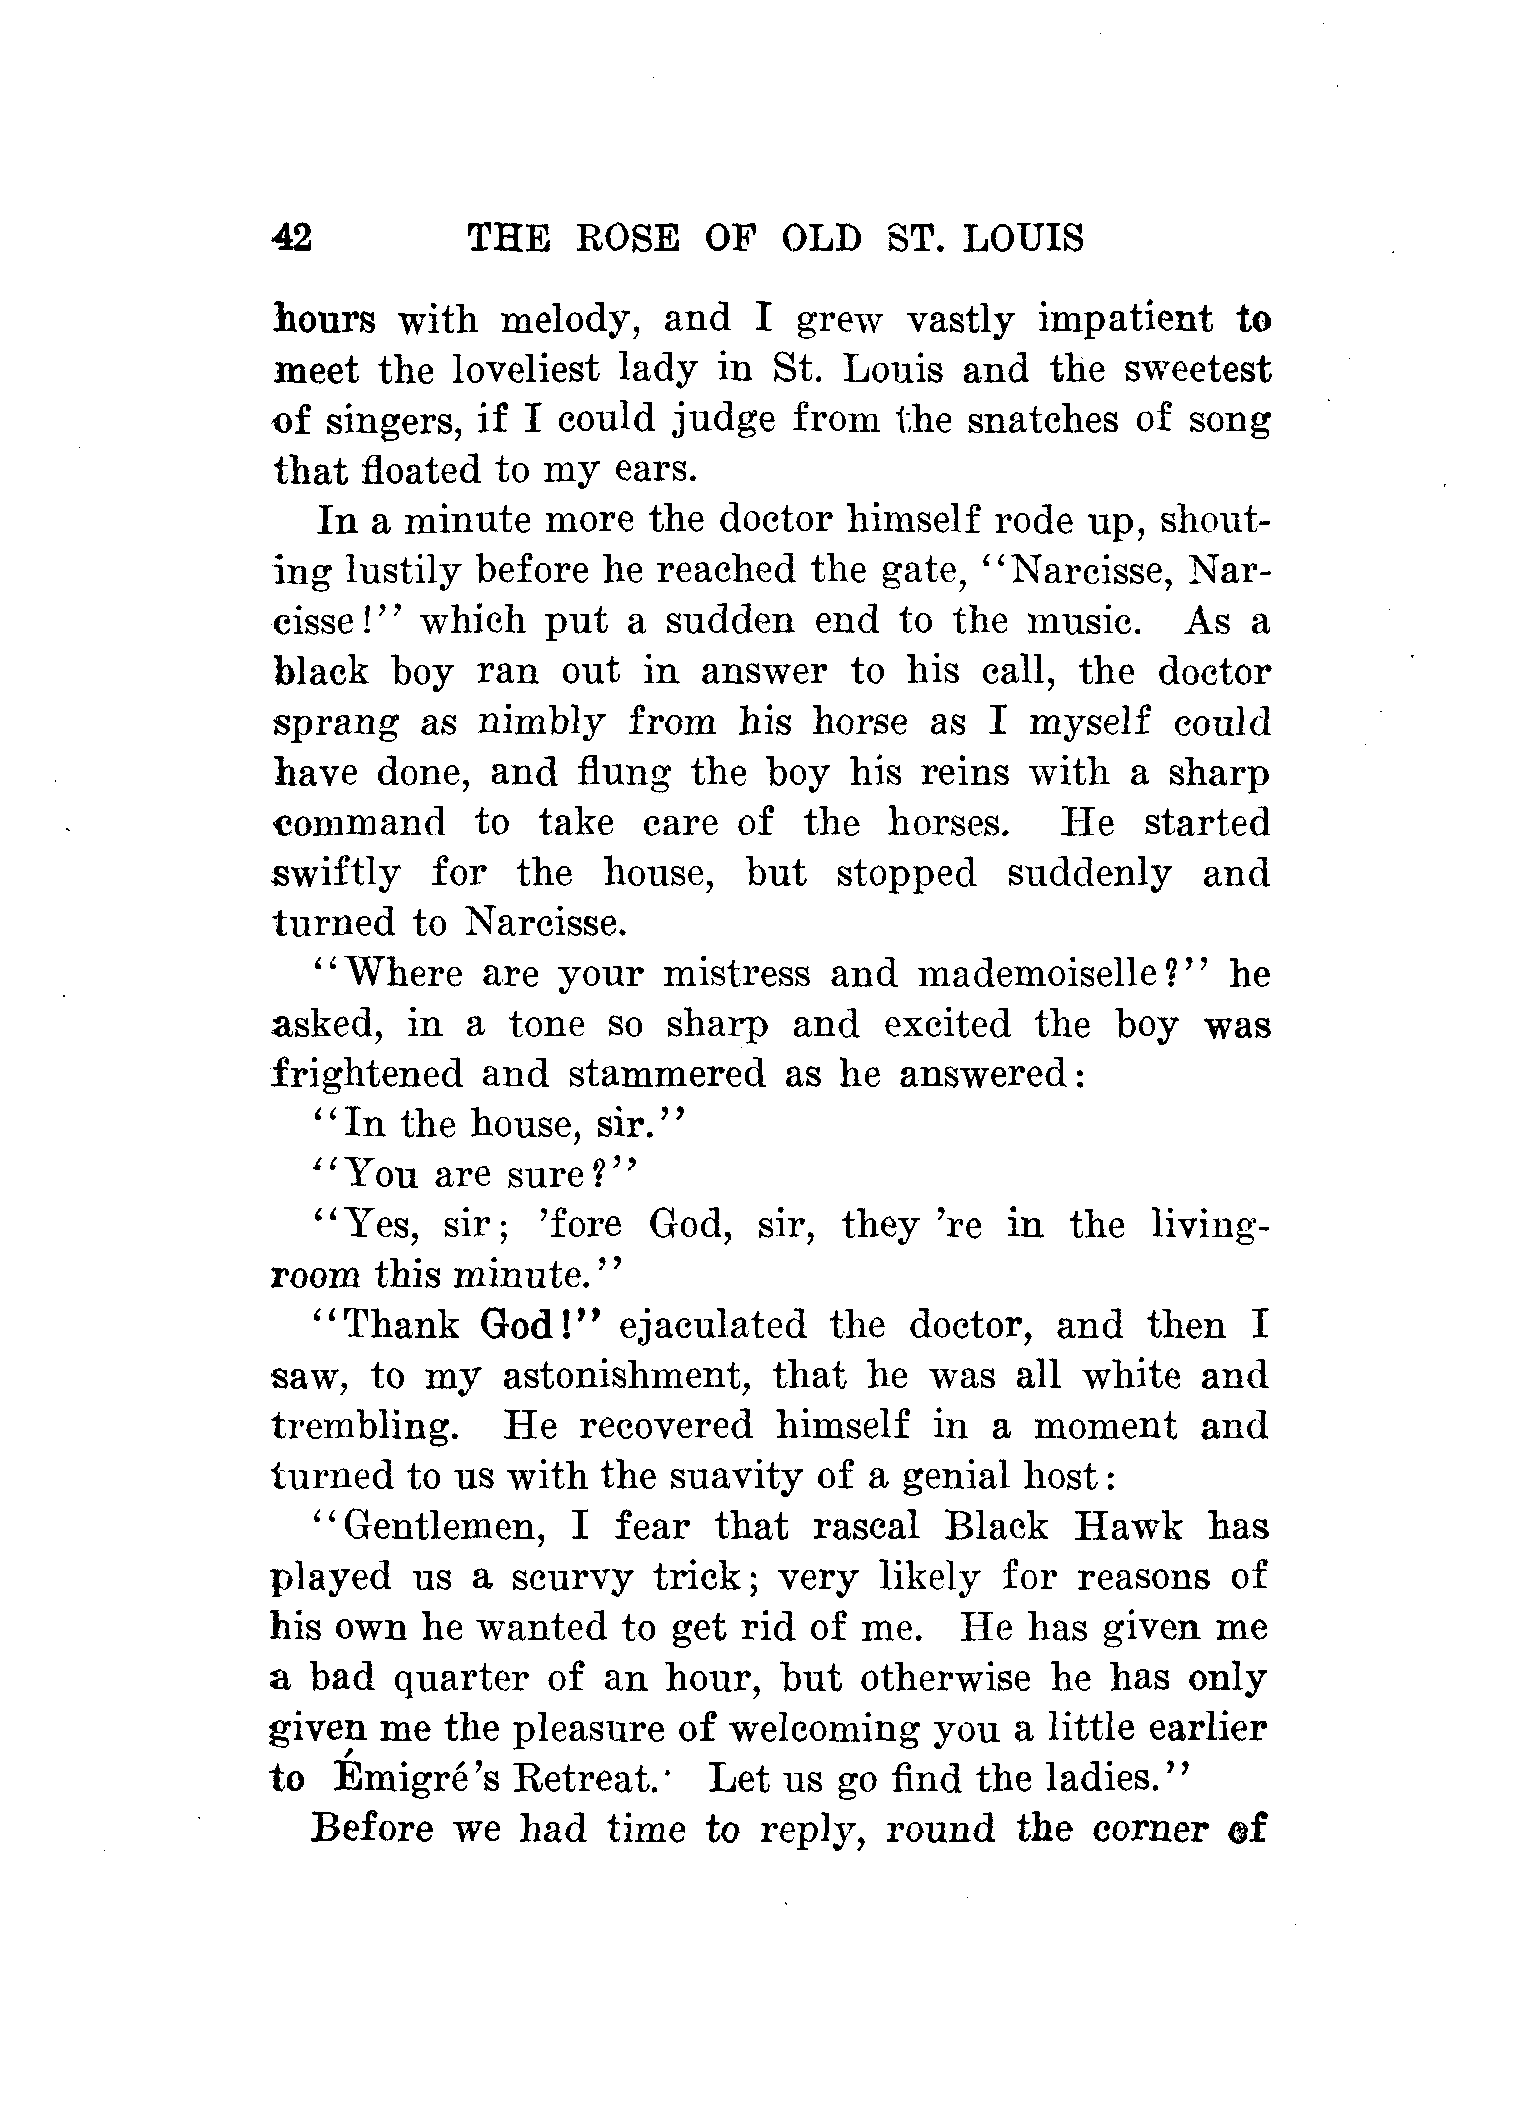 42 THE ROSE OF OLD ST. LOUIS
hours with melody, and I grew vastly impatient to
meet the loveliest lady in St. Louis and the sweetest
of singers, if I could judge from the snatches of song
that floated to my ears.
In a minute more the doctor himself rode up, shout-
ing lustily before he reached the gate, "Narcisse, Nar-
cisse!" which put a sudden end to the music. As a
black boy ran out in answer to his call, the doctor
sprang as nimbly from his horse as I myself could
have done, and flung the boy his reins with a sharp
command to take care of the horses. He started
swiftly for the house, but stopped suddenly and
turned to Narcisse.
"Where are your mistress and mademoiselle?" he
asked, in a tone so sharp and excited the boy was
frightened and stammered as he answered:
"In the house, sir."
"You are sure?"
"Yes, sir; 'fore God, sir, they 're in the living-
room this minute."
"Thank God!" ejaculated the doctor, and then I
saw, to my astonishment, that he was all white and
trembling. He recovered himself in a moment and
turned to us with the suavity of a genial host:
"Gentlemen, I fear that rascal Black Hawk has
played us a scurvy trick; very likely for reasons of
his own he wanted to get rid of me. He has given me
a bad quarter of an hour, but otherwise he has only
given me the pleasure of welcoming you a little earlier
to Émigré's Retreat. Let us go find the ladies."
Before we had time to reply, round the corner of